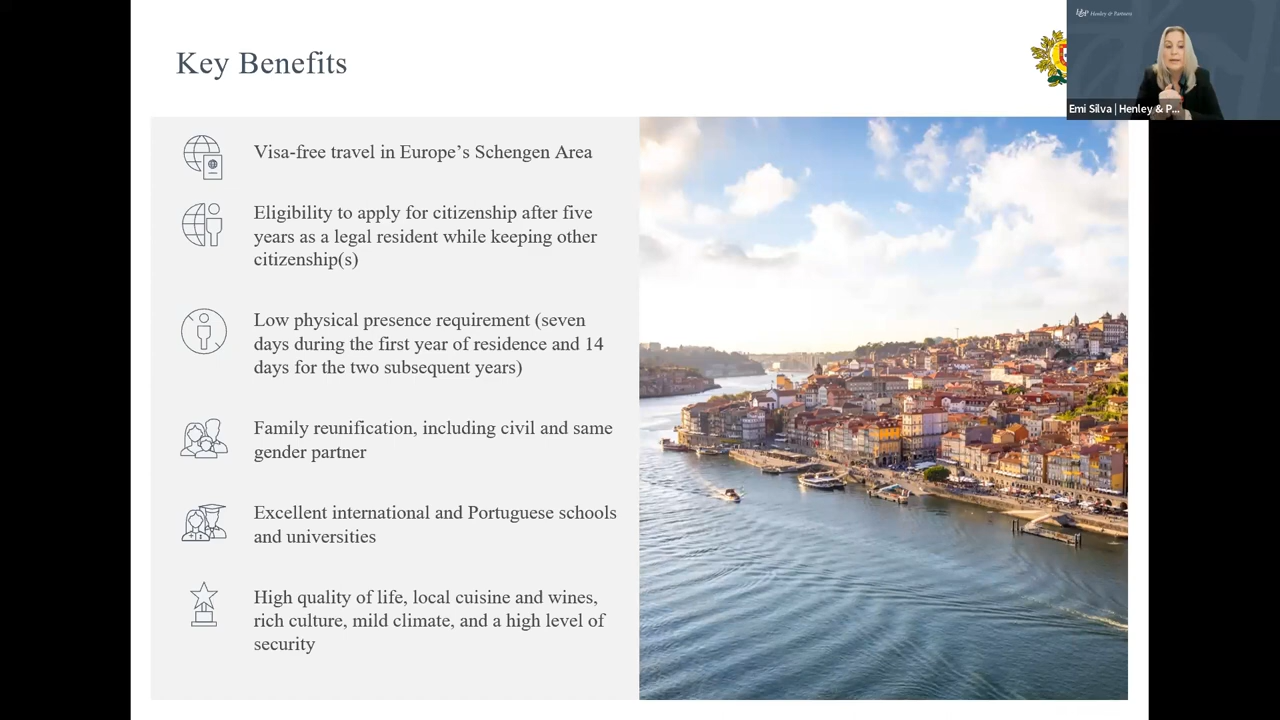 Key Benefits
Henley & Partners
Emi Silva | Henley & P...
Visa-free travel in Europe’s Schengen Area
Eligibility to apply for citizenship after five
years as a legal resident while keeping other
citizenship(s)
Low physical presence requirement (seven
days during the first year of residence and 14
days for the two subsequent years)
Family reunification, including civil and same
gender partner
Excellent international and Portuguese schools
and universities
High quality of life, local cuisine and wines,
rich culture, mild climate, and a high level of
security